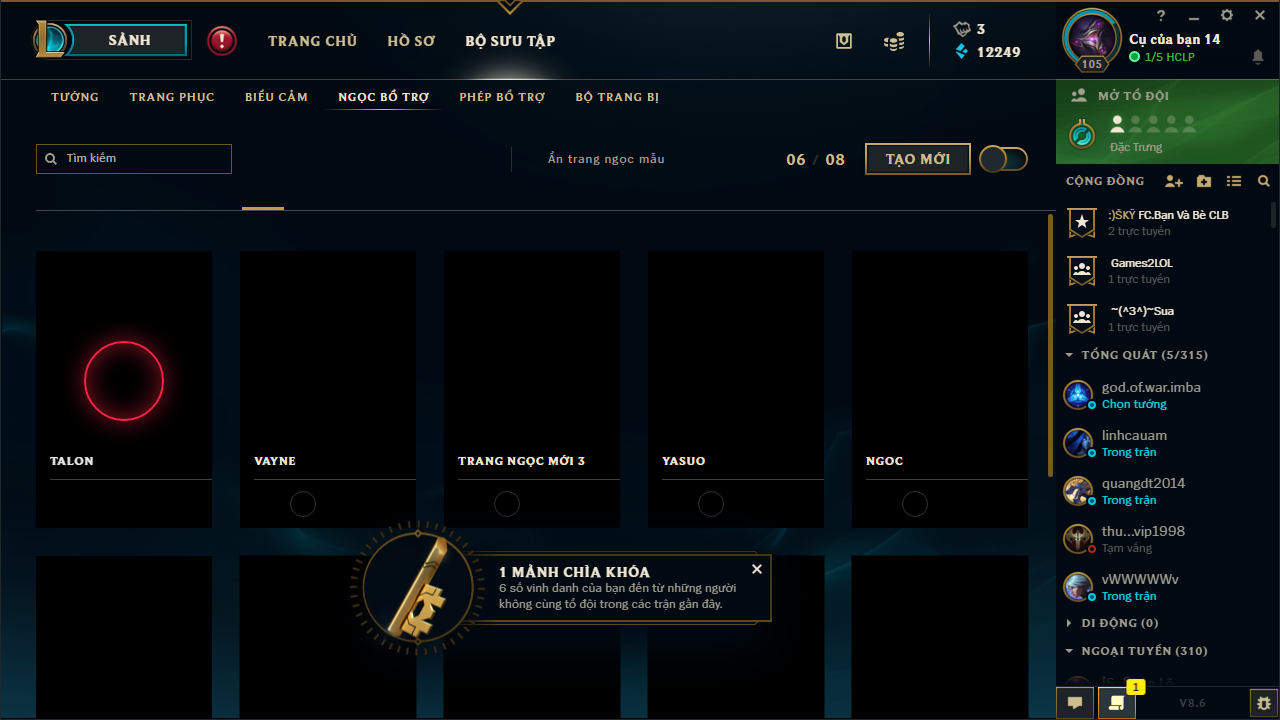 SẢNH
TRANG CHỦ
HỒ SƠ
BỘ SƯU TẬP
3
12249
105
?
Cụ của bạn 14
1/5 HCLP
TƯỚNG
TRANG PHỤC
BIỂU CẢM
NGỌC BỔ TRỢ
PHÉP BỔ TRỢ
BỘ TRANG BỊ
MỞ TỔ ĐỘI
Đặc Trưng
Tìm kiếm
Ẩn trang ngọc mẫu
06 / 08
TẠO MỚI
CỘNG ĐỒNG
:)ŠKŸ FC.Bạn Và Bè CLB
2 trực tuyến
Games2LOL
1 trực tuyến
~(^3^)~Sua
1 trực tuyến
TỔNG QUÁT (5/315)
god.of.war.imba
Chọn tướng
linhcauam
Trong trận
quangdt2014
Trong trận
thu...vip1998
Tạm vắng
vWWWWWv
Trong trận
DI ĐỘNG (0)
NGOẠI TUYẾN (310)
TALON
VAYNE
TRANG NGỌC MỚI 3
YASUO
NGOC
1 MẢNH CHÌA KHÓA
6 số vinh danh của bạn đến từ những người
không cùng tổ đội trong các trận gần đây.
1
V8.6